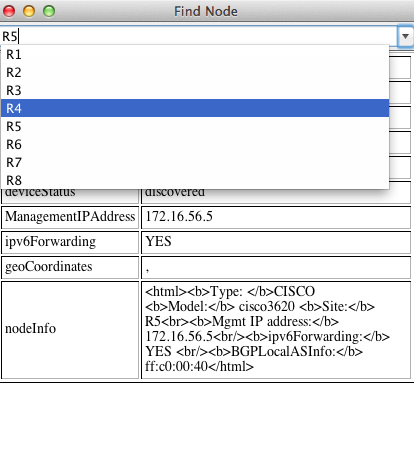 Find Node
R5
R1
R2
R3
R4
R5
R6
R7
R8
deviceStatus discovered
ManagementIPAddress 172.16.56.5
ipv6Forwarding YES
geoCoordinates ,
nodeInfo
<html><b>Type: </b>CISCO
<b>Model:</b> cisco3620 <b>Site:</b>
R5<br><b>Mgmt IP address:</b>
172.16.56.5<br/><b>ipv6Forwarding:</b>
YES <br/><b>BGPLocalASInfo:</b>
ff:c0:00:40</html>